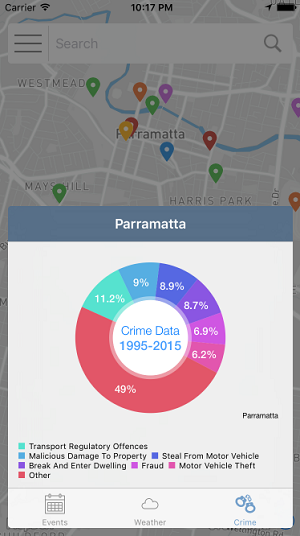 Carrier 10:17 PM
Search
WESTMEAD
Parramatta
MAYS HILL
HARRIS PARK
Parramatta
9%
8.9%
11.2%
8.7%
Crime Data
6.9%
1995-2015
6.2%
49%
Parramatta
Transport Regulatory Offences
Malicious Damage To Property Steal From Motor Vehicle
Break And Enter Dwelling Fraud Motor Vehicle Theft
Other
Events Weather Crime